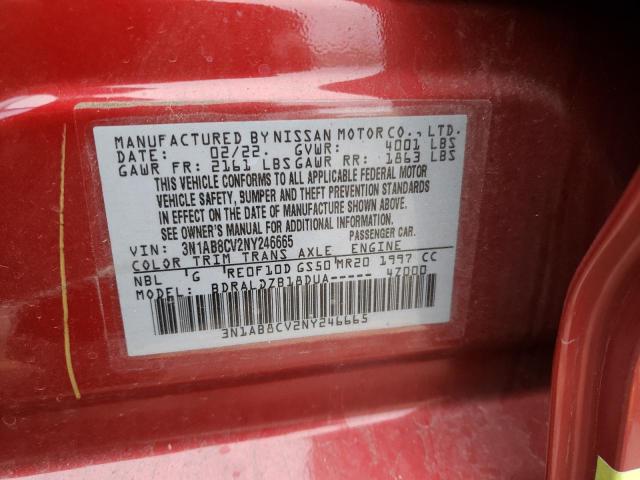 MANUFACTURED BY NISSAN MOTOR CO., LTD.
DATE: 02/22. GVWR: 4001 LBS
GAWR FR: 2161 LBS GAWR RR: 1863 LBS
THIS VEHICLE CONFORMS TO ALL APPLICABLE FEDERAL MOTOR
VEHICLE SAFETY, BUMPER AND THEFT PREVENTION STANDARDS
IN EFFECT ON THE DATE OF MANUFACTURE SHOWN ABOVE.
SEE OWNER'S MANUAL FOR ADDITIONAL INFORMATION.
VIN: 3N1AB8CV2NY246665 PASSENGER CAR.
COLOR TRIM TRANS AXLE ENGINE
NBL 'G 'RE0F10D GS50'MR20 1997 CC
MODEL: BDRALDZB18DUA----- 4Z000
3N1AB8CV2NY246665